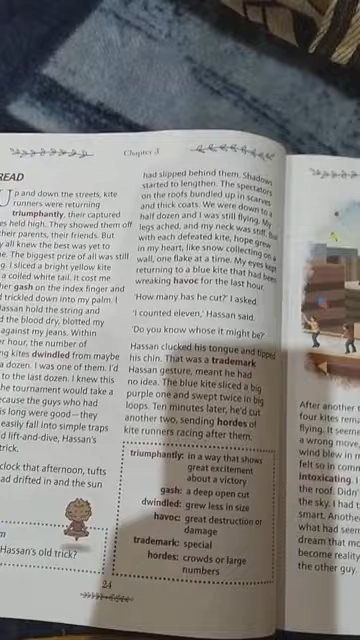 Chapter 3
READ
Up and down the streets, kite
runners were returning
triumphantly, their captured
es held high. They showed them off
their parents, their friends. But
y all knew the best was yet to
e. The biggest prize of all was still
g. I sliced a bright yellow kite
a coiled white tail. It cost me
her gash on the index finger and
d trickled down into my palm. I
Hassan hold the string and
d the blood dry, blotted my
against my jeans. Within
er hour, the number of
ng kites dwindled from maybe
a dozen. I was one of them. I'd
to the last dozen. I knew this
he tournament would take a
ecause the guys who had
is long were good—they
easily fall into simple traps
d lift-and-dive, Hassan's
trick.
clock that afternoon, tufts
ad drifted in and the sun
m
Hassan's old trick?
had slipped behind them. Shadows
started to lengthen. The spectators
on the roofs bundled up in scarves
and thick coats. We were down to a
half dozen and I was still flying. My
legs ached, and my neck was stiff. But
with each defeated kite, hope grew
in my heart, like snow collecting on a
wall, one flake at a time. My eyes kept
returning to a blue kite that had been
wreaking havoc for the last hour.
'How many has he cut?' I asked.
'I counted eleven,' Hassan said.
'Do you know whose it might be?'
Hassan clucked his tongue and tipped
his chin. That was a trademark
Hassan gesture, meant he had
no idea. The blue kite sliced a big
purple one and swept twice in big
loops. Ten minutes later, he'd cut
another two, sending hordes of
kite runners racing after them.
triumphantly: in a way that shows
great excitement
about a victory
gash: a deep open cut
dwindled: grew less in size
havoc: great destruction or
damage
trademark: special
hordes: crowds or large
numbers
24
After another
four kites rema
flying. It seeme
a wrong move,
wind blew in m
felt so in comm
intoxicating. I
the roof. Didn
the sky. I had t
smart. Anothe
what had seem
dream that mo
become reality
the other guy.